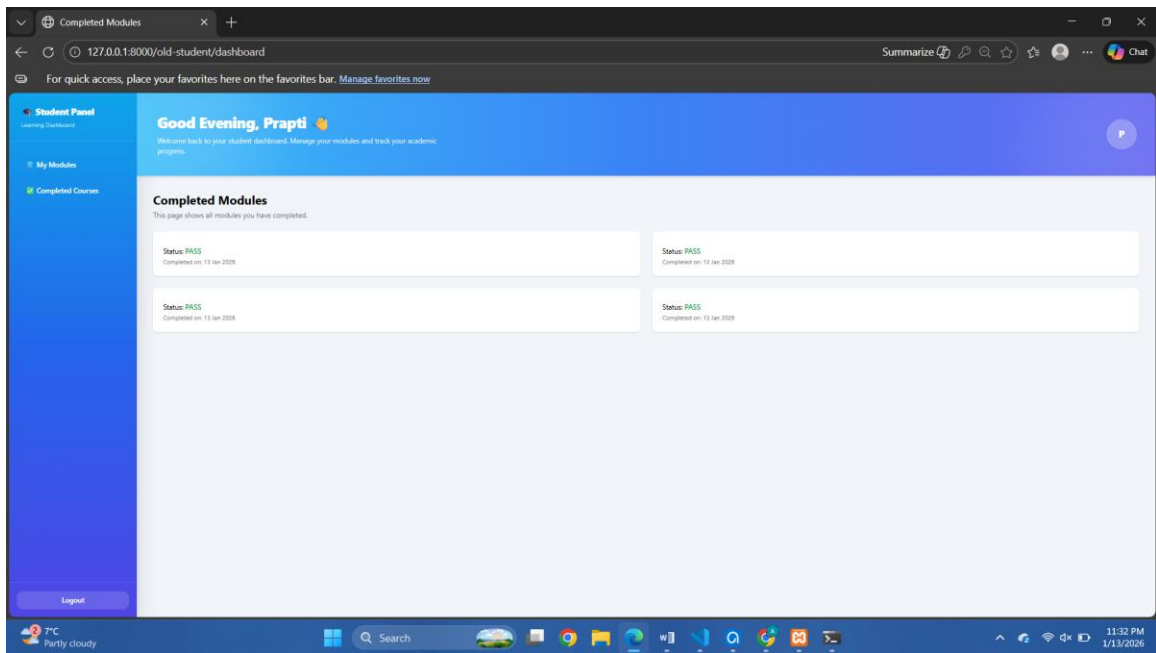 Completed Modules
127.0.0.1:8000/old-student/dashboard
Summarize
Chat
For quick access, place your favorites here on the favorites bar. Manage favorites now
Student Panel
Learning Dashboard
My Modules
Completed Courses
Logout
Good Evening, Prapti
Welcome back to your student dashboard. Manage your modules and track your academic
progress.
P
Completed Modules
This page shows all modules you have completed.
Status: PASS
Completed on: 13 Jan 2026
Status: PASS
Completed on: 13 Jan 2026
Status: PASS
Completed on: 13 Jan 2026
Status: PASS
Completed on: 13 Jan 2026
2
7°C
Partly cloudy
Search
11:32 PM
1/13/2026